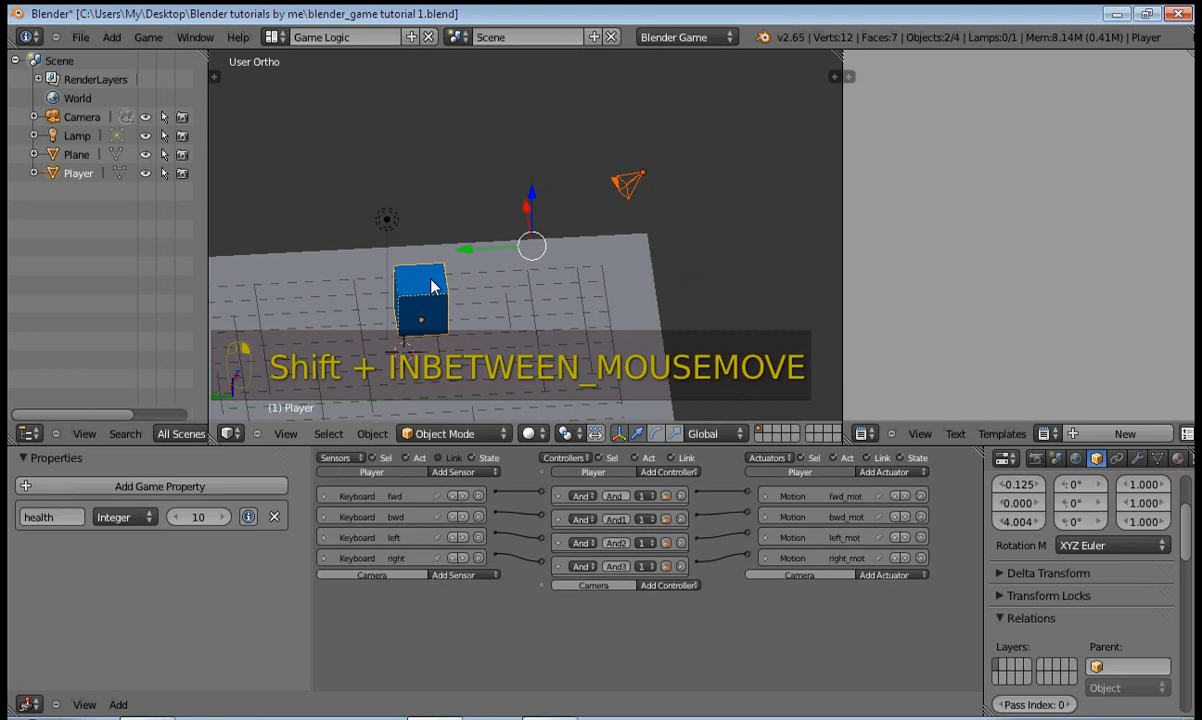 Blender* [C:\Users\My\Desktop\Blender tutorials by me\blender_game tutorial 1.blend]
File Add Game Window Help Game Logic Scene Blender Game v2.65 | Verts:12 | Faces:7 | Objects:2/4 | Lamps:0/1 | Mem:8.14M (0.41M) | Player
Scene
RenderLayers
World
Camera
Lamp
Plane
Player
User Ortho
Shift + INBETWEEN_MOUSEMOVE
(1) Player
View Search All Scenes
View Select Object Object Mode Global
View Text Templates New
Properties
Add Game Property
health Integer 10
Sensors Sel Act Link State
Player Add Sensor
Keyboard fwd
Keyboard bwd
Keyboard left
Keyboard right
Camera Add Sensor
Controllers Sel Act Link
Player Add Controller
And And 1
And And1 1
And And2 1
And And3 1
Camera Add Controller
Actuators Sel Act Link State
Player Add Actuator
Motion fwd_mot
Motion bwd_mot
Motion left_mot
Motion right_mot
Camera Add Actuator
-0.125 0° 1.000
0.000 0° 1.000
4.004 0° 1.000
Rotation M XYZ Euler
Delta Transform
Transform Locks
Relations
Layers: Parent:
Object
Pass Index: 0
View Add